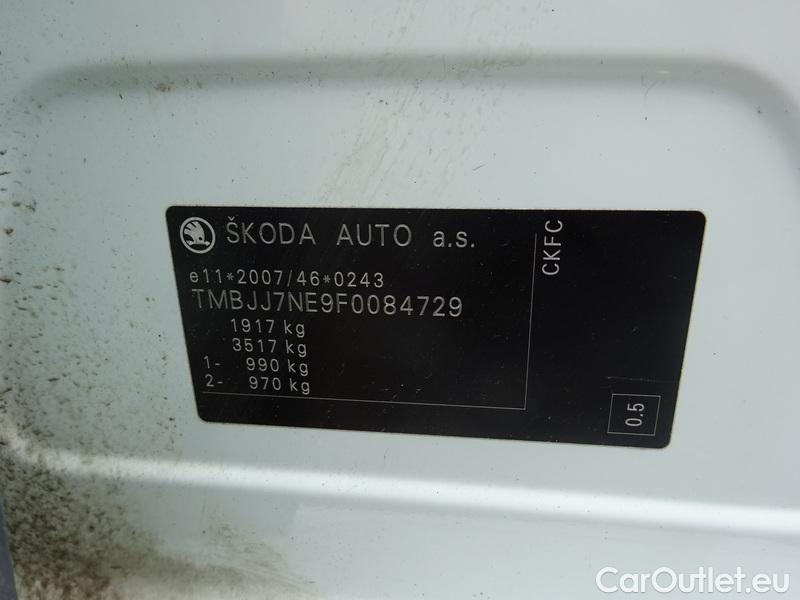 ŠKODA AUTO a.s.
e11*2007/46*0243
TMBJJ7NE9F0084729
1917 kg
3517 kg
1- 990 kg
2- 970 kg
CKFC
0.5
CarOutlet.eu